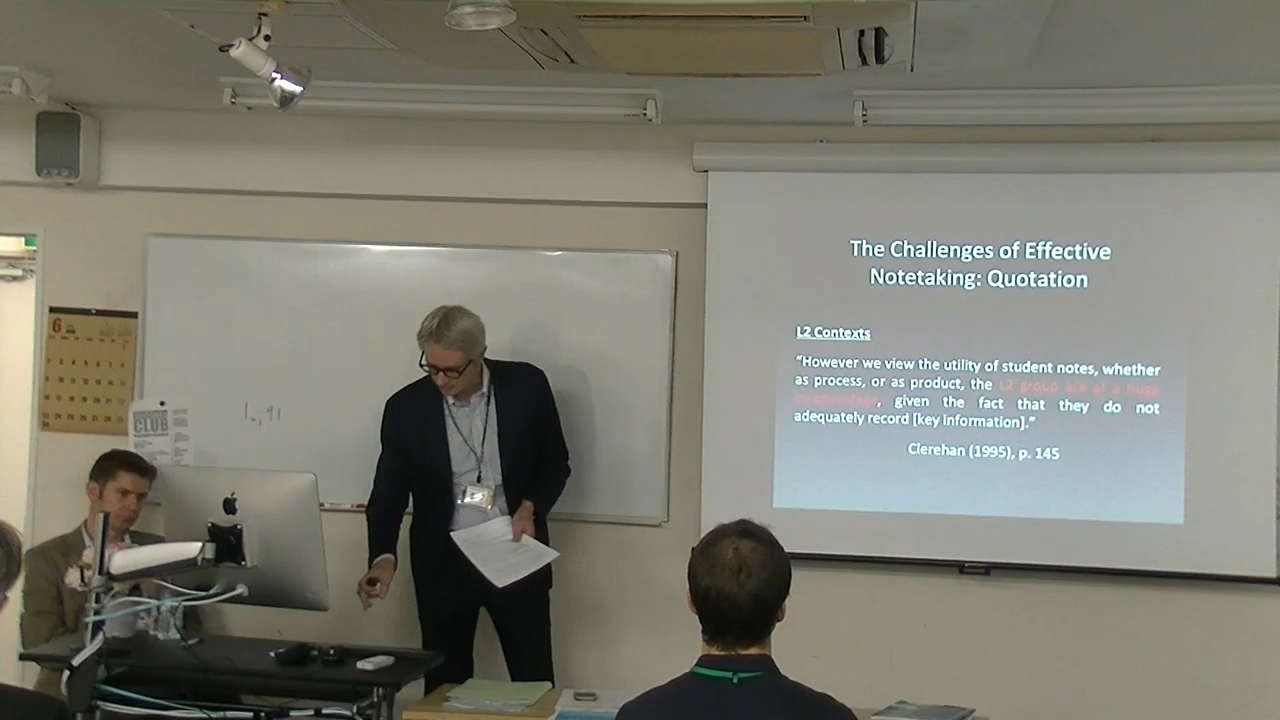 The Challenges of Effective
Notetaking: Quotation
L2 Contexts
“However we view the utility of student notes, whether
as process, or as product, the L2 group are at a huge
disadvantage, given the fact that they do not
adequately record [key information].”
Clerehan (1995), p. 145
6
CLUB